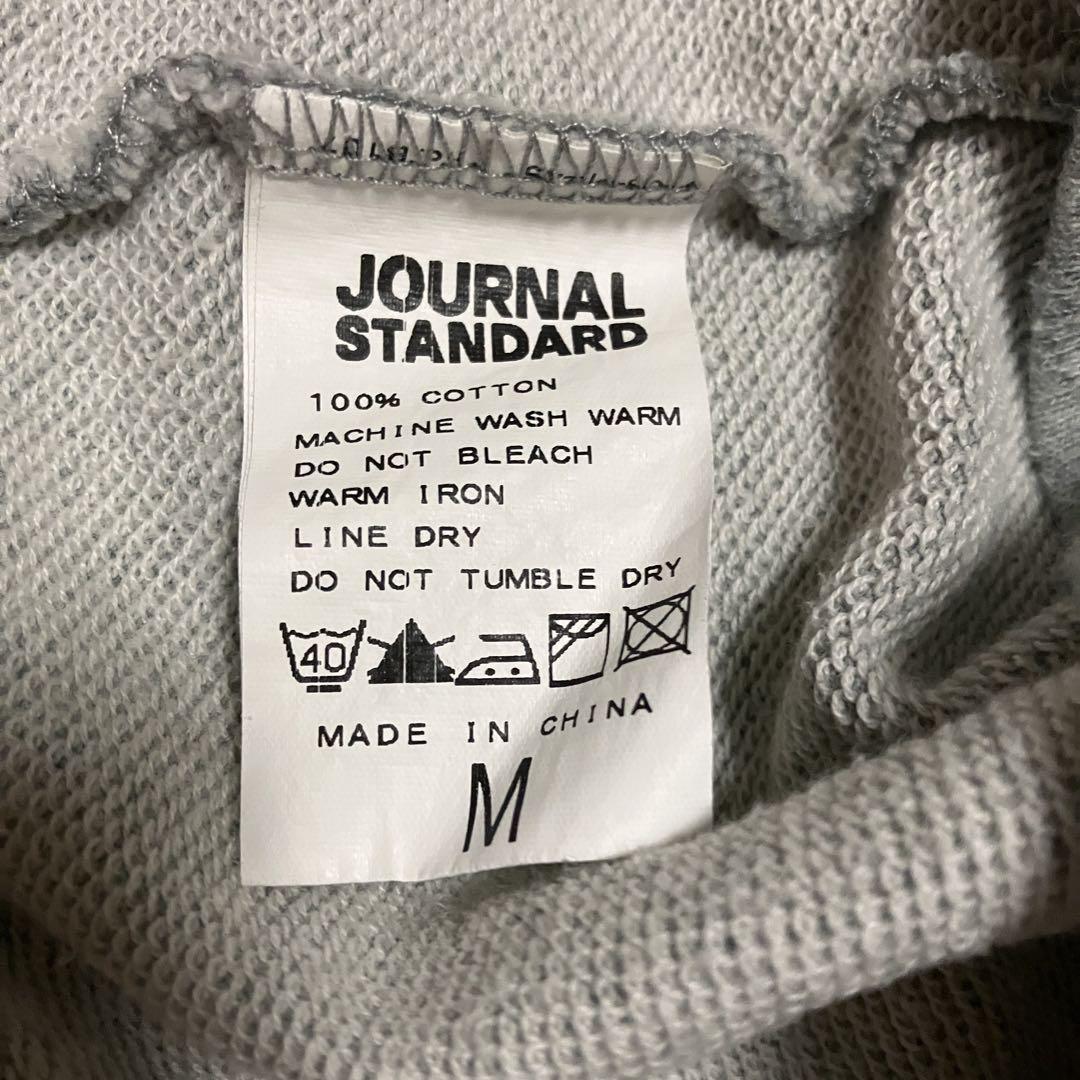 JOURNAL
STANDARD
100% COTTON
MACHINE WASH WARM
DO NOT BLEACH
WARM IRON
LINE DRY
DO NOT TUMBLE DRY
40
MADE IN CHINA
M